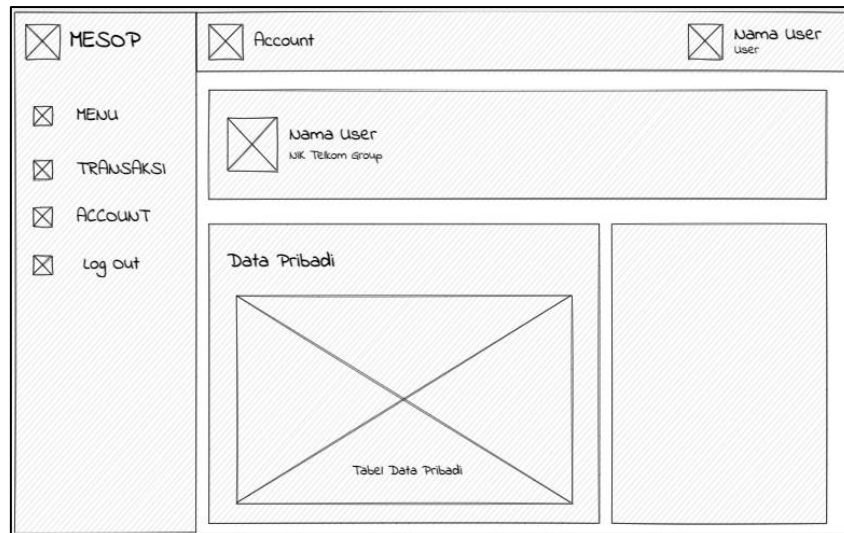 MESOP
Account
Nama User
User
MENU
TRANSAKSI
ACCOUNT
Log Out
Nama User
NIK Telkom Group
Data Pribadi
Tabel Data Pribadi